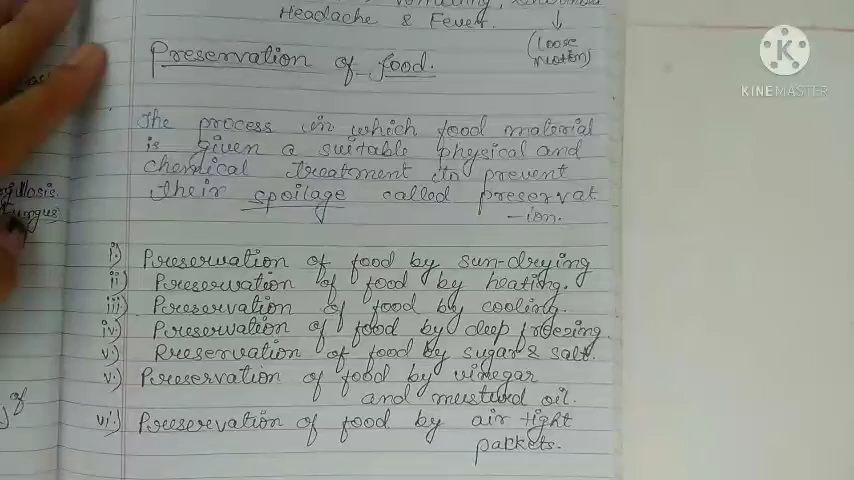 Headache & Fever.
(Loose
motion)
Preservation of food.
The process in which food material
is given a suitable physical and
chemical treatment to prevent
their spoilage called preservat
-ion.
i.) Preservation of food by sun-drying
ii) Preservation of food by heating.
iii) Preservation of food by cooling.
iv.) Preservation of food by deep freezing.
v.) Preservation of food by sugar & salt.
v.) Preservation of food by vinegar
and musturd oil.
vi.) Preservation of food by air tight
packets.
of
K
KINEMASTER